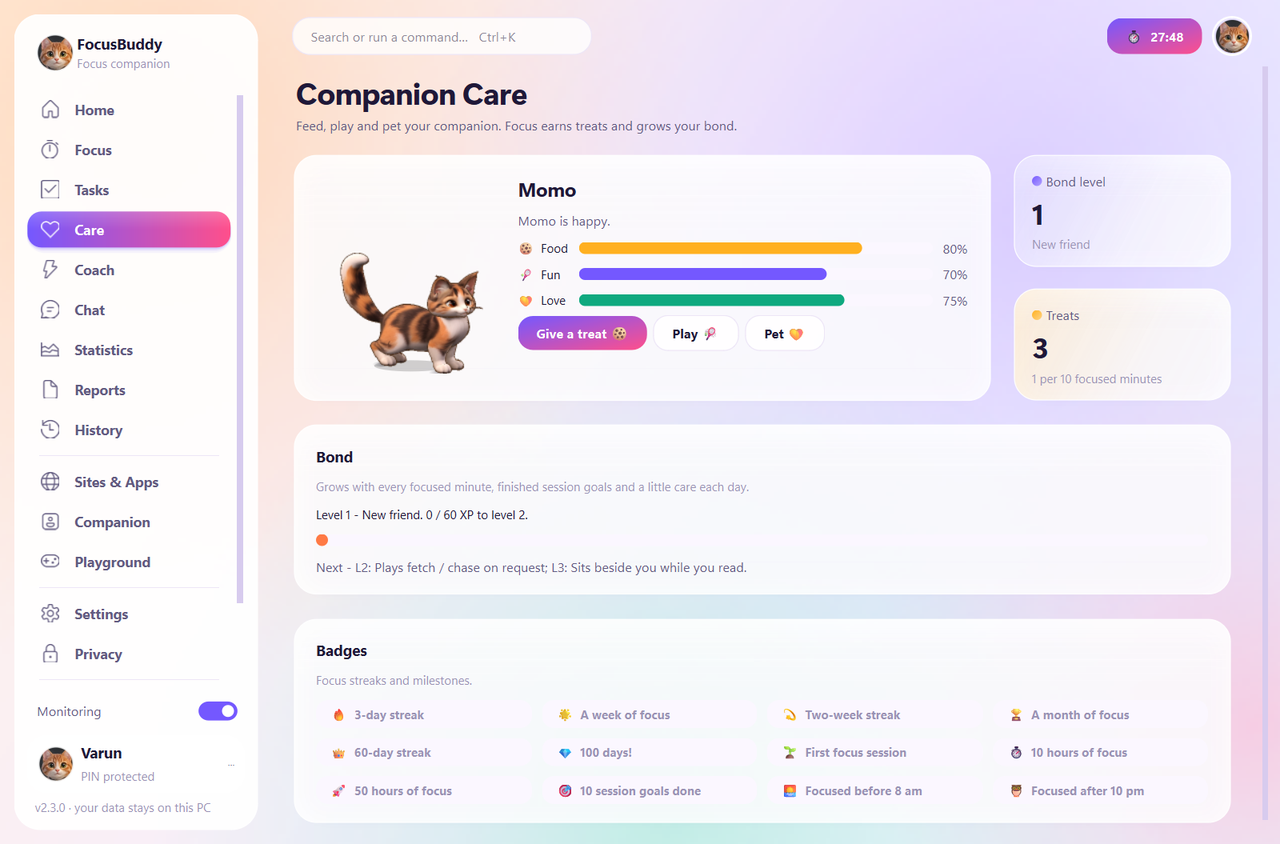 FocusBuddy
Focus companion
Home
Focus
Tasks
Care
Coach
Chat
Statistics
Reports
History
Sites & Apps
Companion
Playground
Settings
Privacy
Monitoring
Varun
PIN protected
...
v2.3.0 · your data stays on this PC
Search or run a command... Ctrl+K
27:48
Companion Care
Feed, play and pet your companion. Focus earns treats and grows your bond.
Momo
Momo is happy.
Food 80%
Fun 70%
Love 75%
Give a treat Play Pet
Bond level
1
New friend
Treats
3
1 per 10 focused minutes
Bond
Grows with every focused minute, finished session goals and a little care each day.
Level 1 - New friend. 0 / 60 XP to level 2.
Next - L2: Plays fetch / chase on request; L3: Sits beside you while you read.
Badges
Focus streaks and milestones.
3-day streak A week of focus Two-week streak A month of focus
60-day streak 100 days! First focus session 10 hours of focus
50 hours of focus 10 session goals done Focused before 8 am Focused after 10 pm